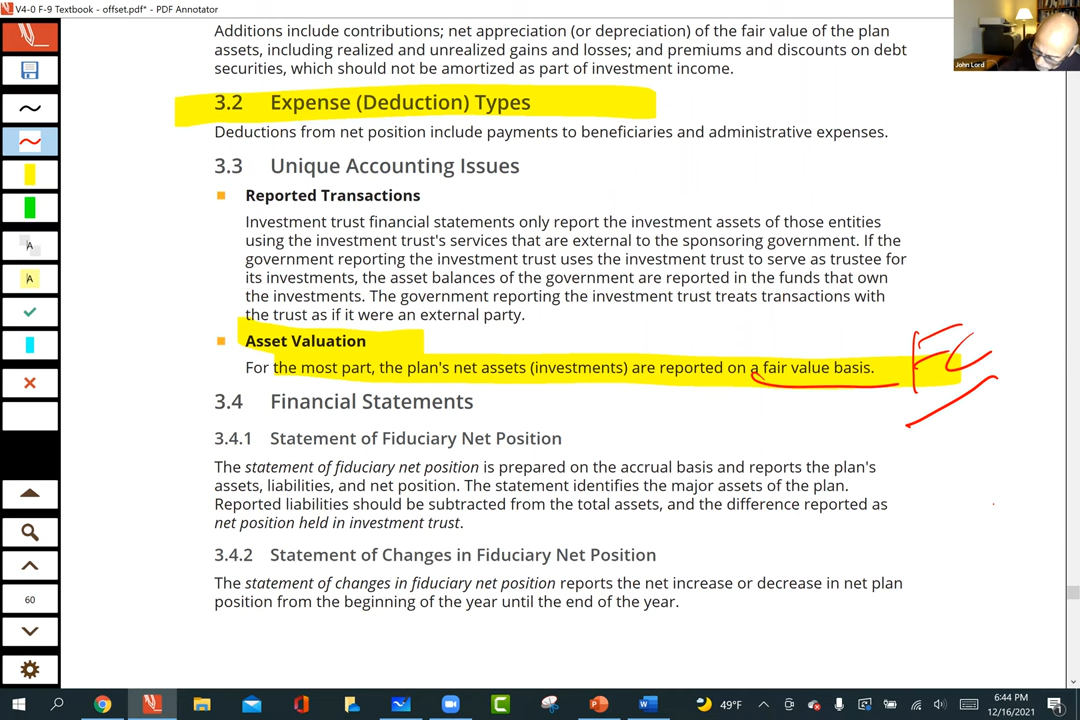 V4-0 F-9 Textbook - offset.pdf* - PDF Annotator
John Lord
Additions include contributions; net appreciation (or depreciation) of the fair value of the plan
assets, including realized and unrealized gains and losses; and premiums and discounts on debt
securities, which should not be amortized as part of investment income.
3.2 Expense (Deduction) Types
Deductions from net position include payments to beneficiaries and administrative expenses.
3.3 Unique Accounting Issues
Reported Transactions
Investment trust financial statements only report the investment assets of those entities
using the investment trust's services that are external to the sponsoring government. If the
government reporting the investment trust uses the investment trust to serve as trustee for
its investments, the asset balances of the government are reported in the funds that own
the investments. The government reporting the investment trust treats transactions with
the trust as if it were an external party.
Asset Valuation
For the most part, the plan's net assets (investments) are reported on a fair value basis.
3.4 Financial Statements
3.4.1 Statement of Fiduciary Net Position
The statement of fiduciary net position is prepared on the accrual basis and reports the plan's
assets, liabilities, and net position. The statement identifies the major assets of the plan.
Reported liabilities should be subtracted from the total assets, and the difference reported as
net position held in investment trust.
3.4.2 Statement of Changes in Fiduciary Net Position
The statement of changes in fiduciary net position reports the net increase or decrease in net plan
position from the beginning of the year until the end of the year.
A
A
60
49°F
6:44 PM
12/16/2021